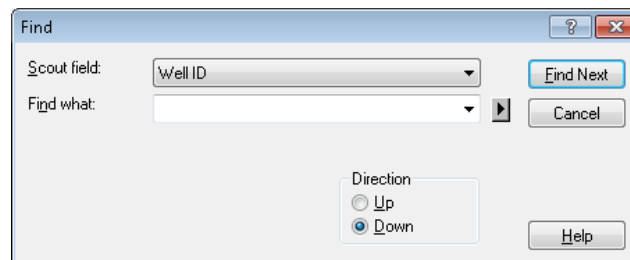 Find
Scout field:
Well ID
Find Next
Find what:
Cancel
Direction
Up
Down
Help